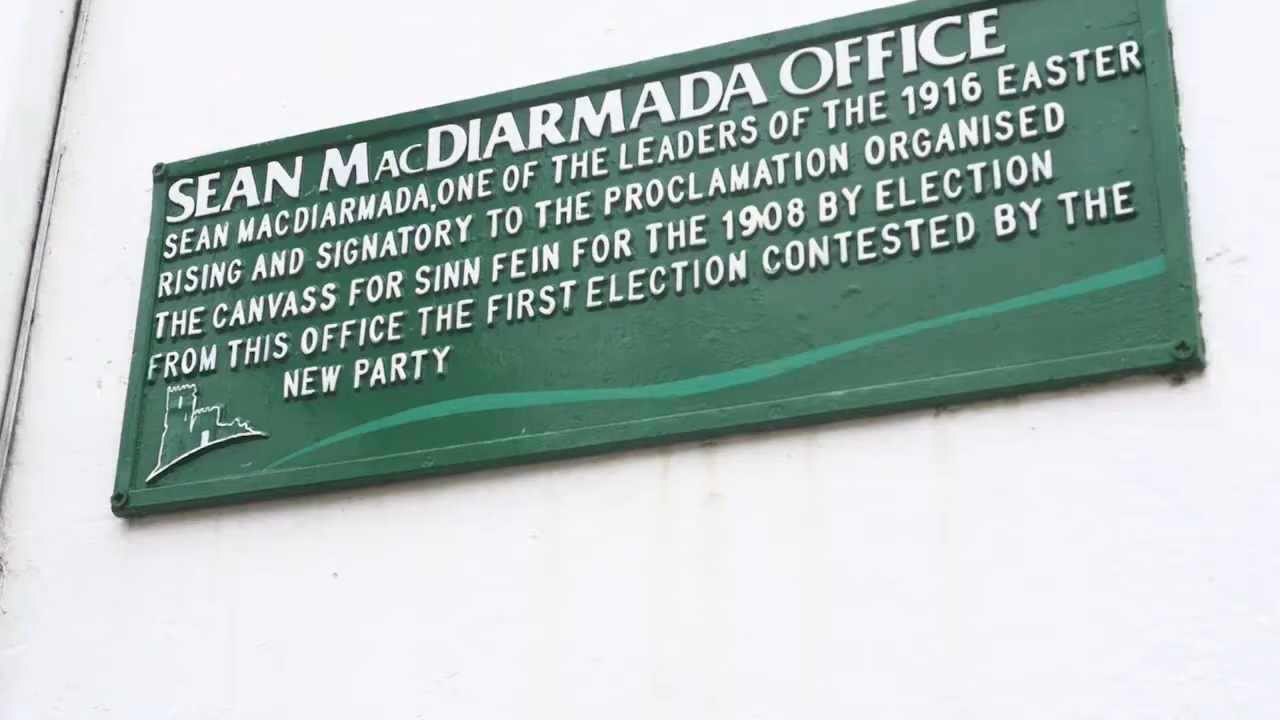 SEAN MacDIARMADA OFFICE
SEAN MACDIARMADA,ONE OF THE LEADERS OF THE 1916 EASTER
RISING AND SIGNATORY TO THE PROCLAMATION ORGANISED
THE CANVASS FOR SINN FEIN FOR THE 1908 BY ELECTION
FROM THIS OFFICE THE FIRST ELECTION CONTESTED BY THE
NEW PARTY